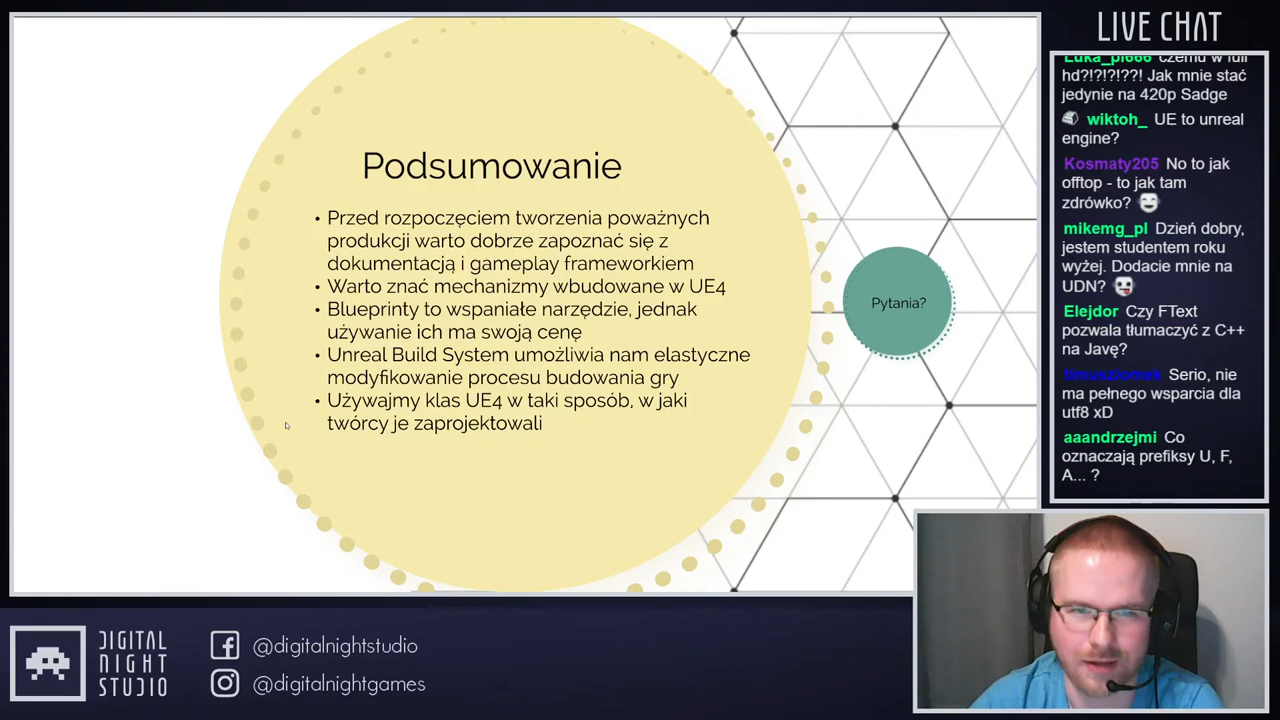 Podsumowanie
• Przed rozpoczęciem tworzenia poważnych
produkcji warto dobrze zapoznać się z
dokumentacją i gameplay frameworkiem
• Warto znać mechanizmy wbudowane w UE4
• Blueprinty to wspaniałe narzędzie, jednak
używanie ich ma swoją cenę
• Unreal Build System umożliwia nam elastyczne
modyfikowanie procesu budowania gry
• Używajmy klas UE4 w taki sposób, w jaki
twórcy je zaprojektowali
Pytania?
LIVE CHAT
Luka_pl666 czemu w full
hd?!?!?!??! Jak mnie stać
jedynie na 420p Sadge
wiktoh_ UE to unreal
engine?
Kosmaty205 No to jak
offtop - to jak tam
zdrówko?
mikemg_pl Dzień dobry,
jestem studentem roku
wyżej. Dodacie mnie na
UDN?
Elejdor Czy FText
pozwala tłumaczyć z C++
na Javę?
timusziomek Serio, nie
ma pełnego wsparcia dla
utf8 xD
aaandrzejmi Co
oznaczają prefiksy U, F,
A... ?
DIGITAL
NIGHT
STUDIO
@digitalnightstudio
@digitalnightgames